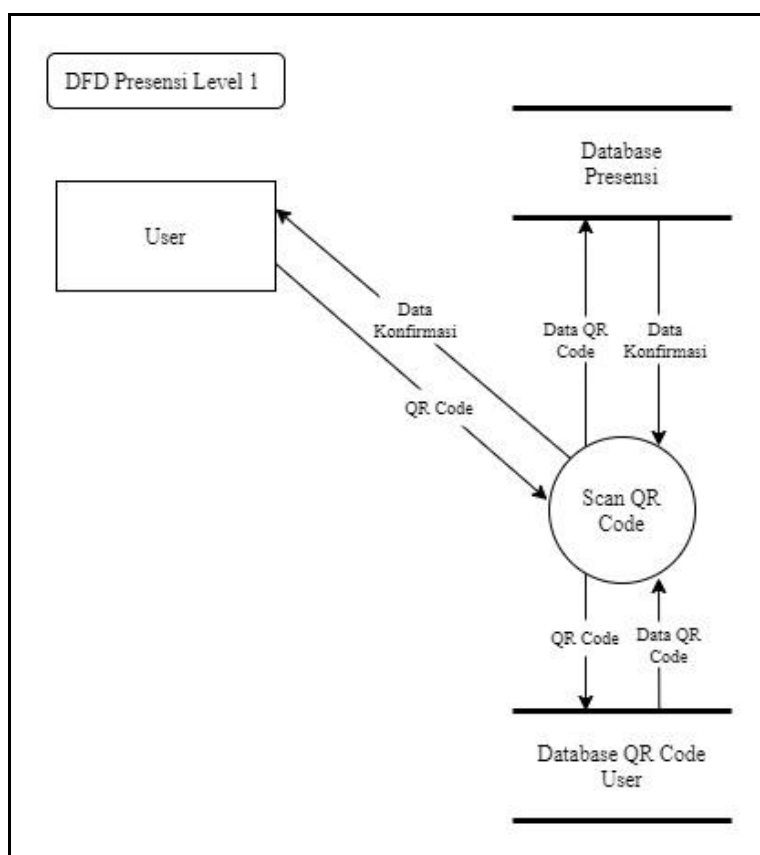 DFD Presensi Level 1
Database
Presensi
User
Data
Konfirmasi
Data QR
Code
Data
Konfirmasi
QR Code
Scan QR
Code
QR Code
Data QR
Code
Database QR Code
User